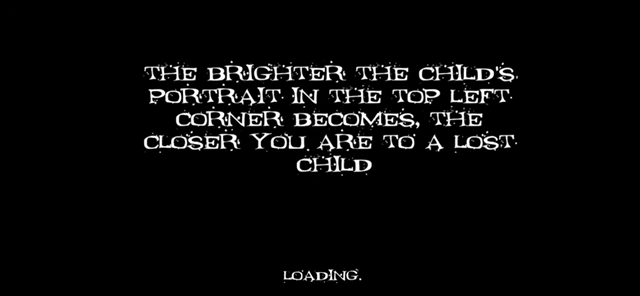 THE BRIGHTER THE CHILD'S
PORTRAIT IN THE TOP LEFT
CORNER BECOMES, THE
CLOSER YOU ARE TO A LOST
CHILD
LOADING.